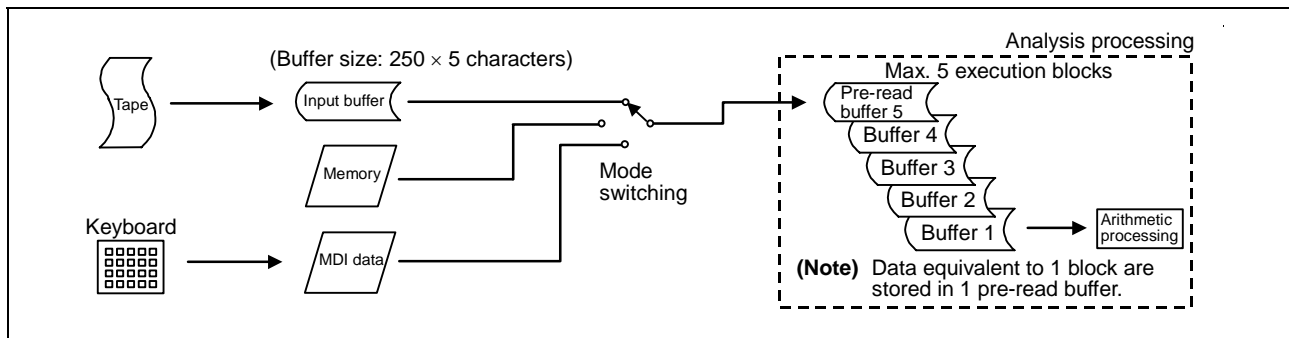 Analysis processing
(Buffer size: 250 × 5 characters)
Max. 5 execution blocks
Tape
Input buffer
Pre-read
buffer 5
Buffer 4
Memory
Mode
switching
Buffer 3
Buffer 2
Keyboard
Buffer 1
Arithmetic
processing
MDI data
(Note) Data equivalent to 1 block are
stored in 1 pre-read buffer.